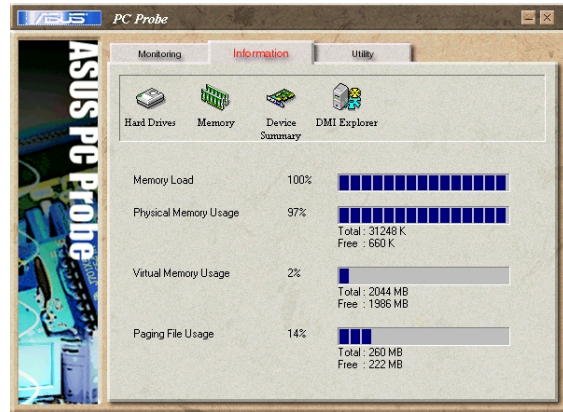 /SUS PC Probe
ASUS PC Probe
Monitoring Information Utility
Hard Drives Memory Device Summary DMI Explorer
Memory Load 100%
Physical Memory Usage 97%
Total : 31248 K
Free : 660 K
Virtual Memory Usage 2%
Total : 2044 MB
Free : 1986 MB
Paging File Usage 14%
Total : 260 MB
Free : 222 MB